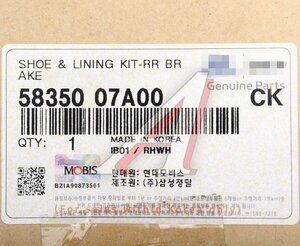 SHOE & LINING KIT-RR BR
AKE
Genuine Parts
58350 07A00
CK
QTY: 1
MADE IN KOREA
IB01 / RHWH
MOBIS
BZIA90873561
판매원: 현대모비스
제조원: (주)삼성정밀